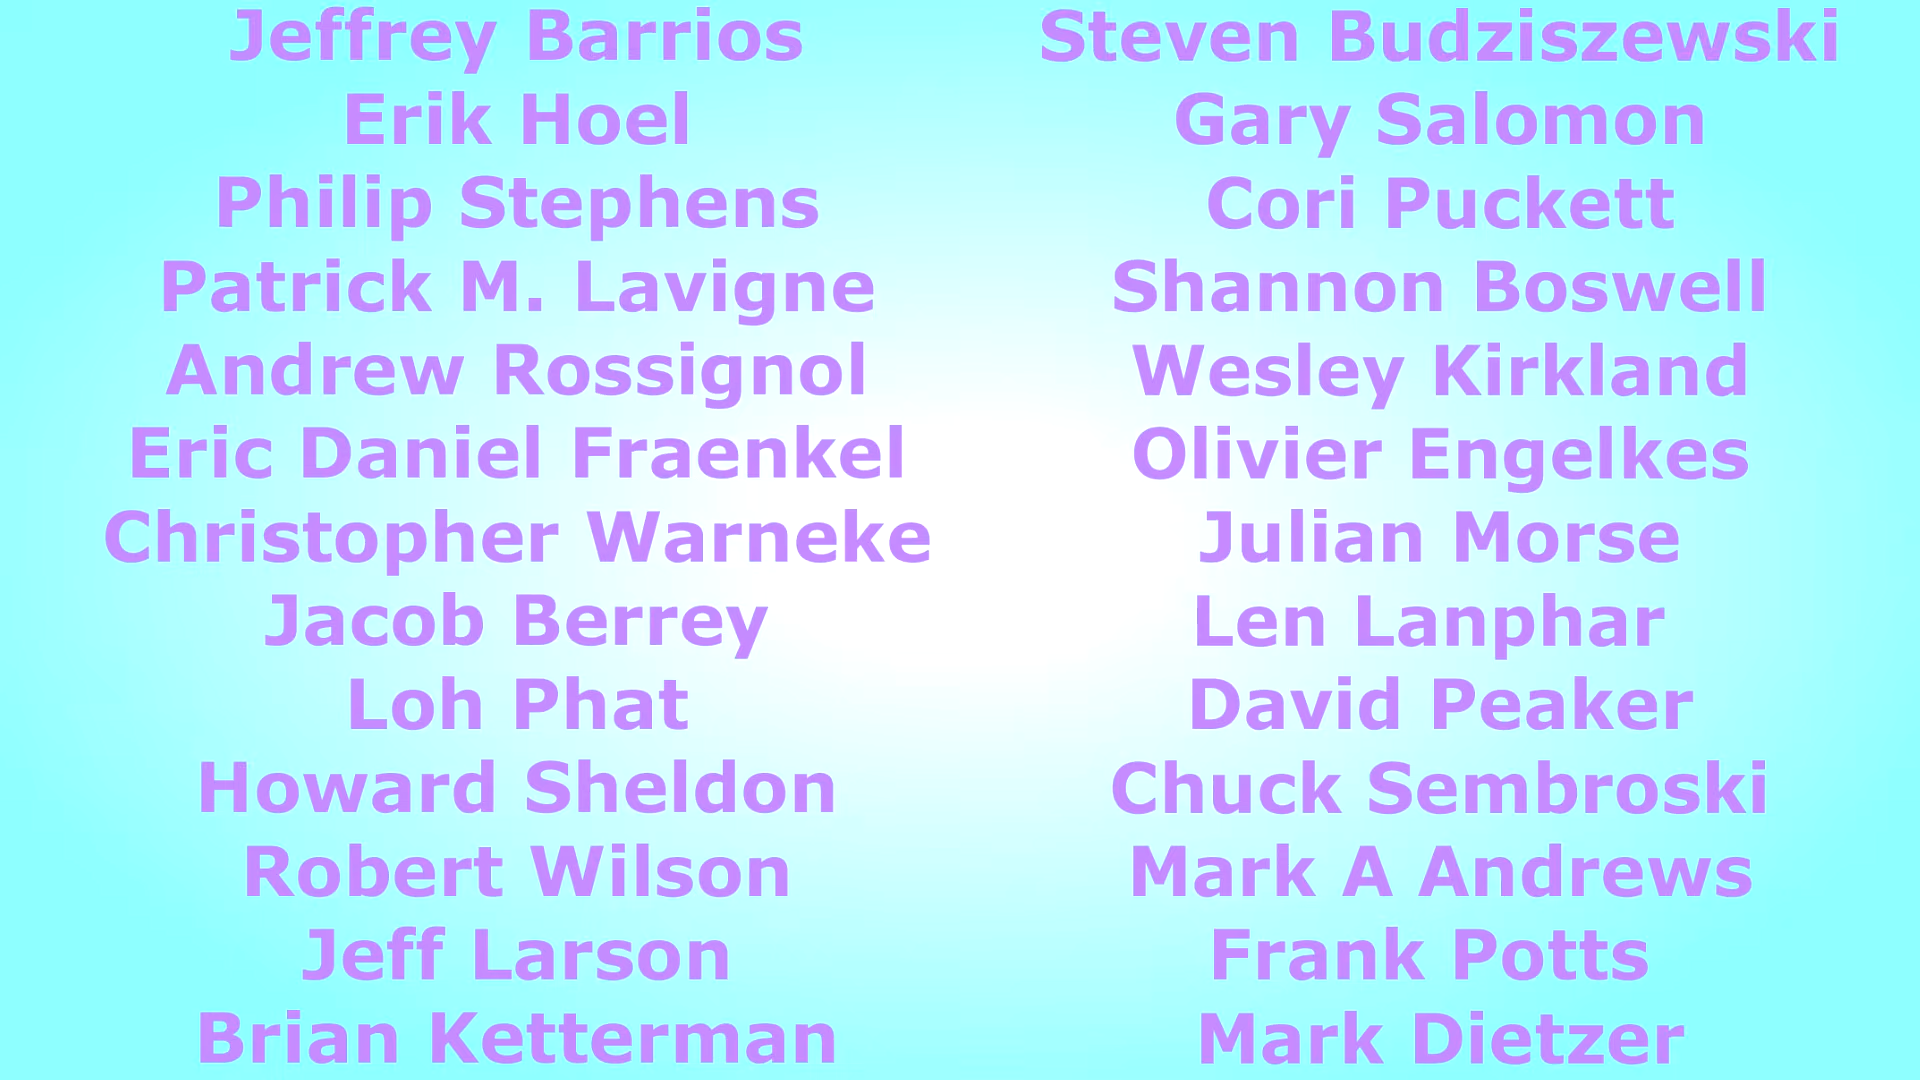 Jeffrey Barrios
Erik Hoel
Philip Stephens
Patrick M. Lavigne
Andrew Rossignol
Eric Daniel Fraenkel
Christopher Warneke
Jacob Berrey
Loh Phat
Howard Sheldon
Robert Wilson
Jeff Larson
Brian Ketterman
Steven Budziszewski
Gary Salomon
Cori Puckett
Shannon Boswell
Wesley Kirkland
Olivier Engelkes
Julian Morse
Len Lanphar
David Peaker
Chuck Sembroski
Mark A Andrews
Frank Potts
Mark Dietzer